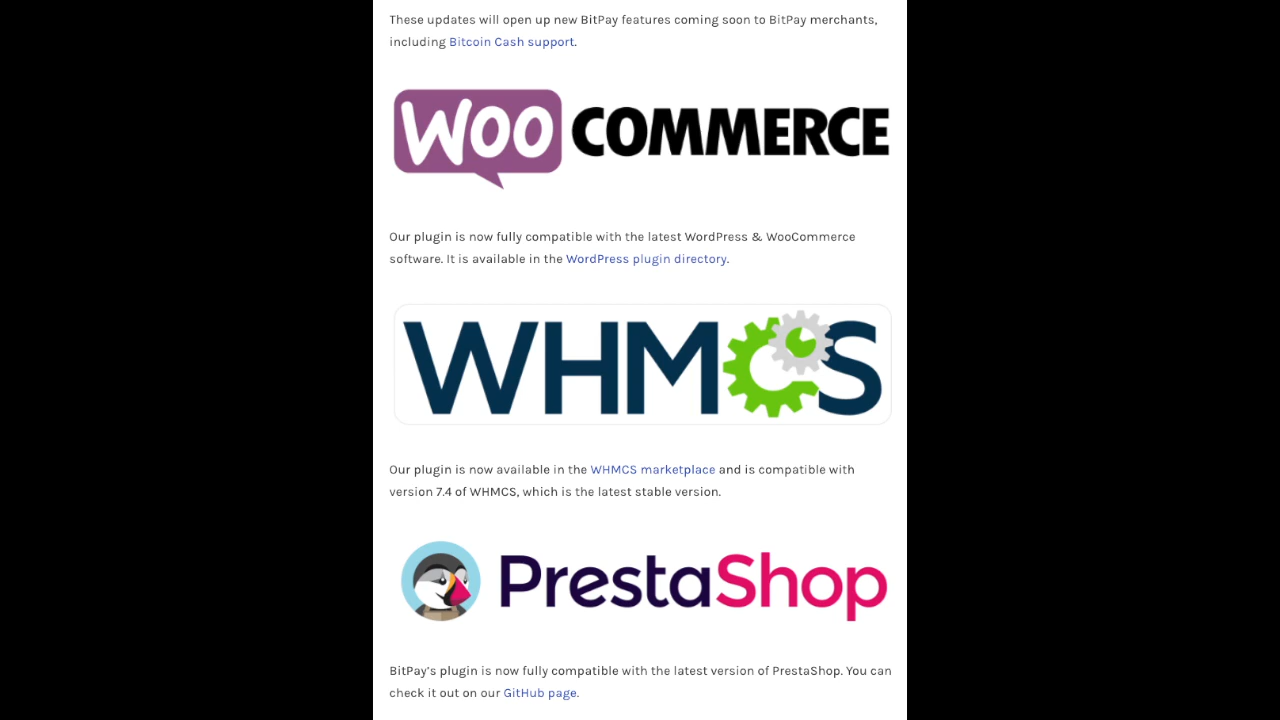 These updates will open up new BitPay features coming soon to BitPay merchants,
including Bitcoin Cash support.
WOO COMMERCE
Our plugin is now fully compatible with the latest WordPress & WooCommerce
software. It is available in the WordPress plugin directory.
WHMCS
Our plugin is now available in the WHMCS marketplace and is compatible with
version 7.4 of WHMCS, which is the latest stable version.
PrestaShop
BitPay’s plugin is now fully compatible with the latest version of PrestaShop. You can
check it out on our GitHub page.